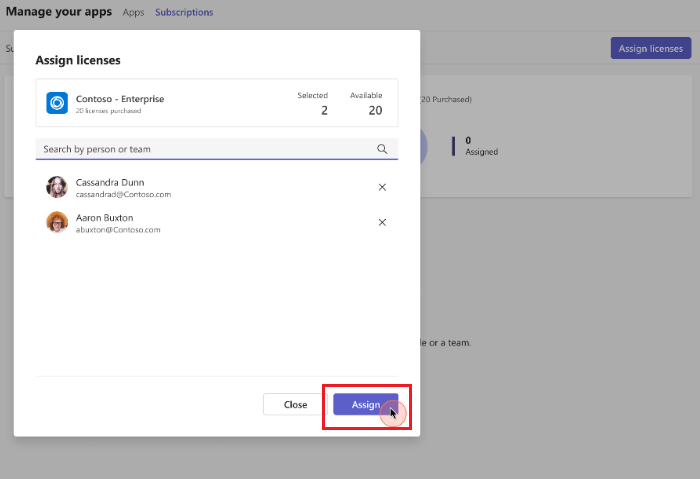 Manage your apps Apps Subscriptions
Assign licenses
Assign licenses
Contoso - Enterprise
20 licenses purchased
Selected
2
Available
20
Search by person or team
Cassandra Dunn
cassandrad@Contoso.com
Aaron Buxton
abuxton@Contoso.com
Close
Assign
(20 Purchased)
0
Assigned
or a team.